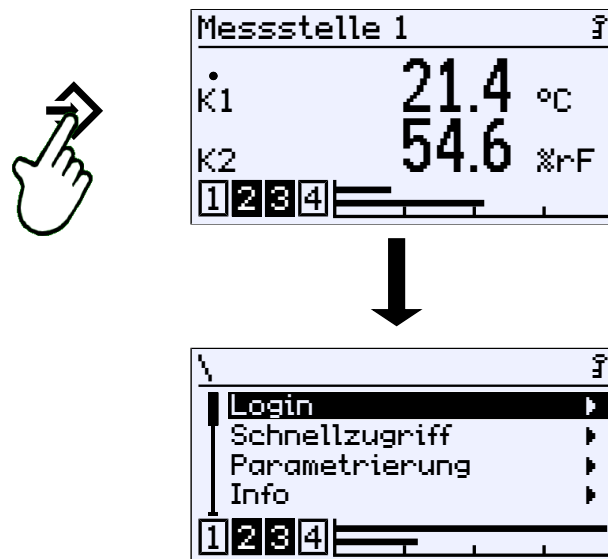 Messstelle 1
K1 21.4 °C
K2 54.6 %rF
1 2 3 4
\
Login
Schnellzugriff
Parametrierung
Info
1 2 3 4